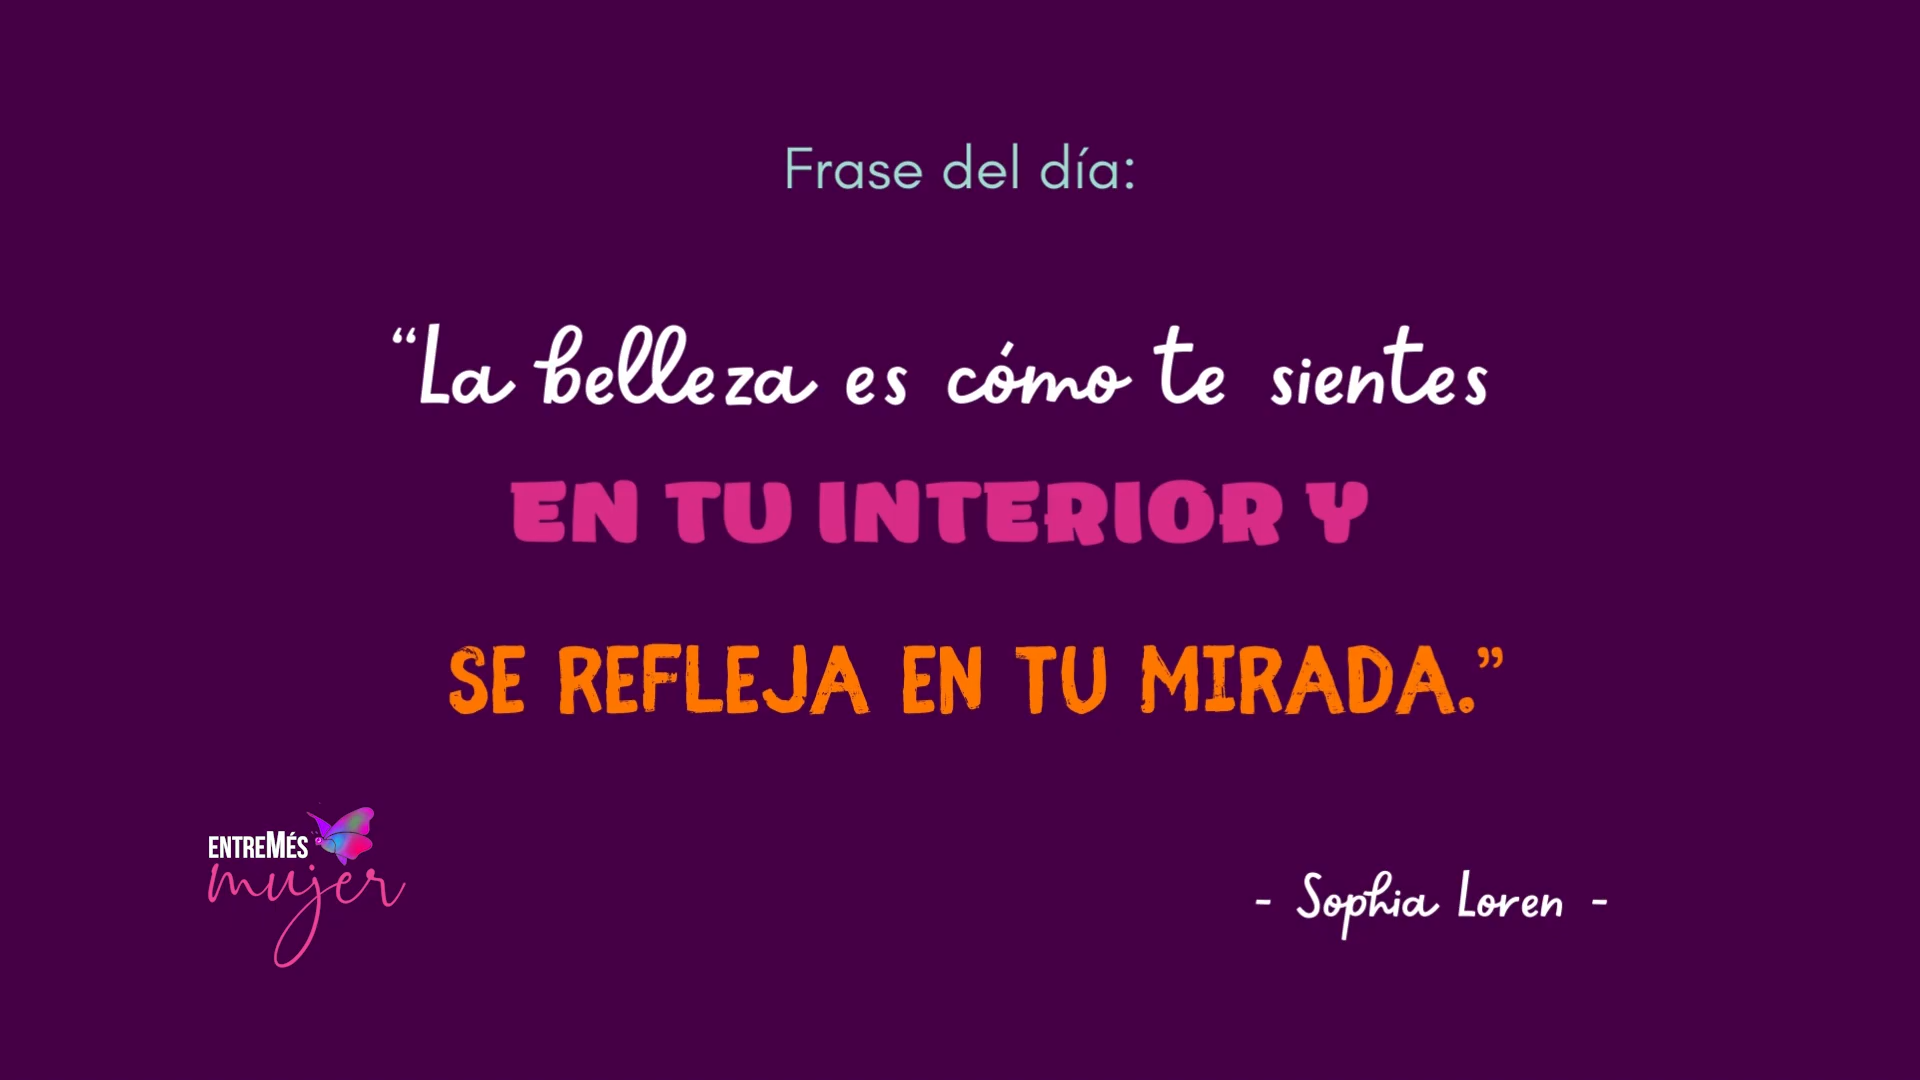 Frase del día:
“La belleza es cómo te sientes
EN TU INTERIOR Y
SE REFLEJA EN TU MIRADA.”
ENTREMÉS
mujer
- Sophia Loren -